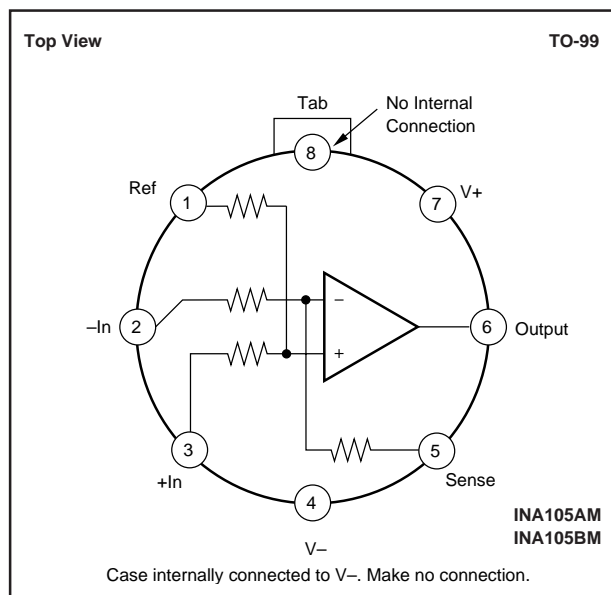 Top View
TO-99
Tab
No Internal
Connection
8
Ref
1
7
V+
–In
2
–
+
6
Output
3
+In
5
Sense
4
V–
INA105AM
INA105BM
Case internally connected to V–. Make no connection.